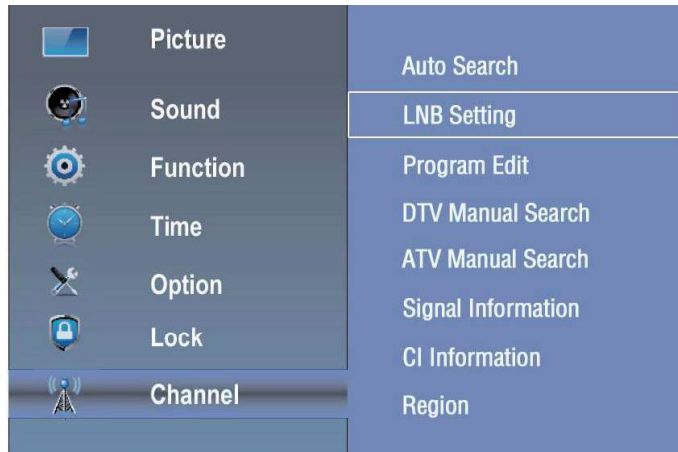 Picture
Sound
Function
Time
Option
Lock
Channel
Auto Search
LNB Setting
Program Edit
DTV Manual Search
ATV Manual Search
Signal Information
CI Information
Region